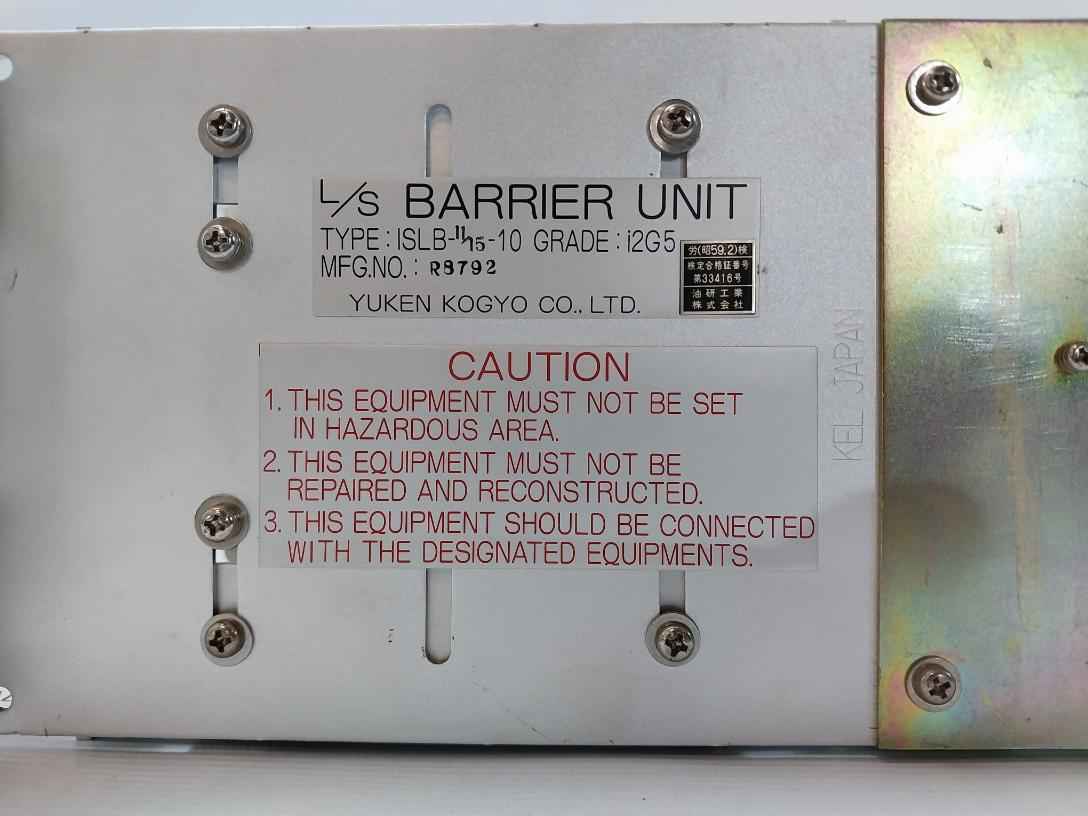 L/S BARRIER UNIT
TYPE : ISLB-11/15-10 GRADE : i2G5
MFG.NO. : R8792
YUKEN KOGYO CO., LTD.
労(昭59.2)検
検定合格証番号
第33416号
油研工業
株式会社
CAUTION
1. THIS EQUIPMENT MUST NOT BE SET
IN HAZARDOUS AREA.
2. THIS EQUIPMENT MUST NOT BE
REPAIRED AND RECONSTRUCTED.
3. THIS EQUIPMENT SHOULD BE CONNECTED
WITH THE DESIGNATED EQUIPMENTS.
KEL JAPAN